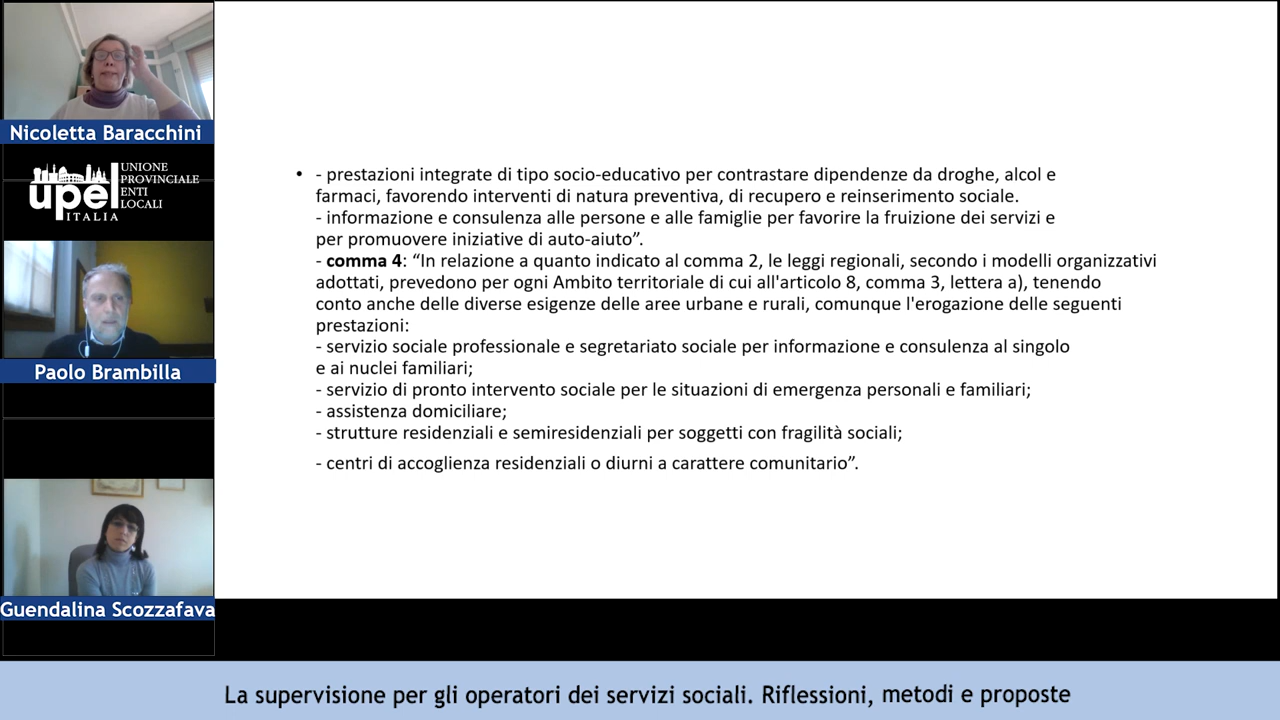 Nicoletta Baracchini
upel
ITALIA
UNIONE
PROVINCIALE
ENTI
LOCALI
Paolo Brambilla
Guendalina Scozzafava
• - prestazioni integrate di tipo socio-educativo per contrastare dipendenze da droghe, alcol e
farmaci, favorendo interventi di natura preventiva, di recupero e reinserimento sociale.
- informazione e consulenza alle persone e alle famiglie per favorire la fruizione dei servizi e
per promuovere iniziative di auto-aiuto”.
- comma 4: “In relazione a quanto indicato al comma 2, le leggi regionali, secondo i modelli organizzativi
adottati, prevedono per ogni Ambito territoriale di cui all'articolo 8, comma 3, lettera a), tenendo
conto anche delle diverse esigenze delle aree urbane e rurali, comunque l'erogazione delle seguenti
prestazioni:
- servizio sociale professionale e segretariato sociale per informazione e consulenza al singolo
e ai nuclei familiari;
- servizio di pronto intervento sociale per le situazioni di emergenza personali e familiari;
- assistenza domiciliare;
- strutture residenziali e semiresidenziali per soggetti con fragilità sociali;
- centri di accoglienza residenziali o diurni a carattere comunitario”.
La supervisione per gli operatori dei servizi sociali. Riflessioni, metodi e proposte